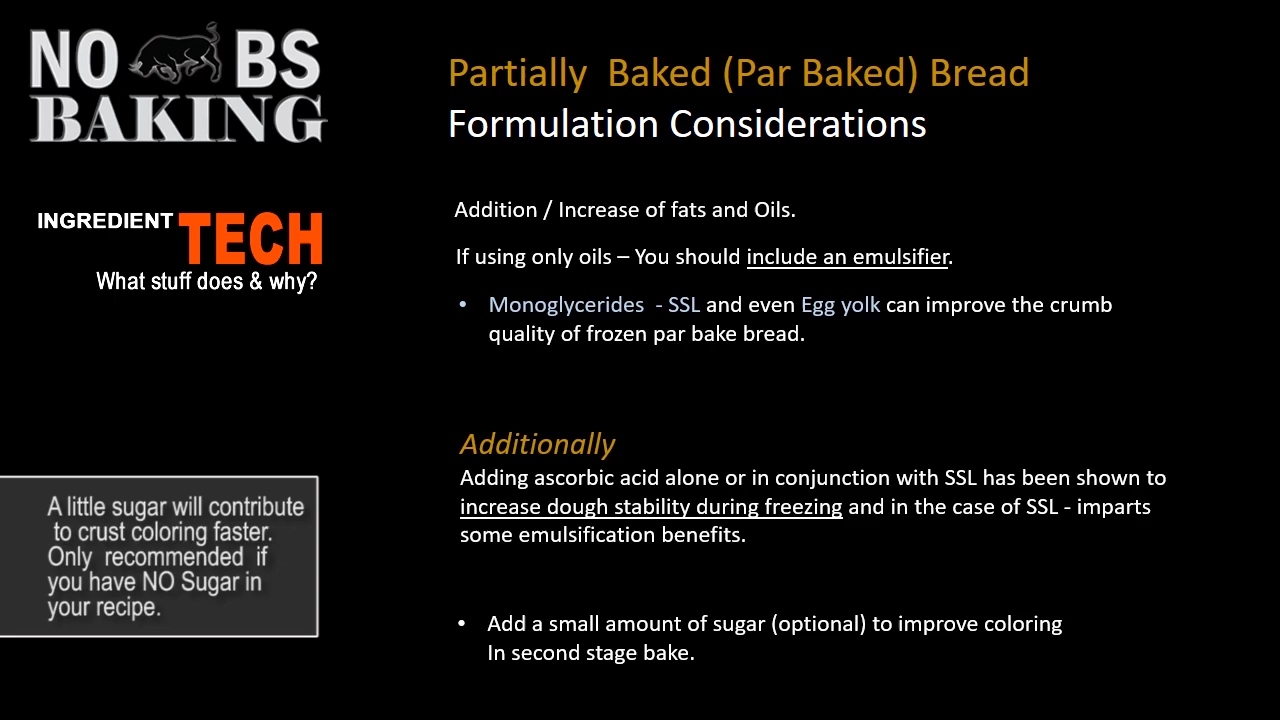 NO BS
BAKING
INGREDIENT TECH
What stuff does & why?
Partially  Baked (Par Baked) Bread
Formulation Considerations
Addition / Increase of fats and Oils.
If using only oils – You should include an emulsifier.
• Monoglycerides  - SSL and even Egg yolk can improve the crumb
quality of frozen par bake bread.
Additionally
Adding ascorbic acid alone or in conjunction with SSL has been shown to
increase dough stability during freezing and in the case of SSL - imparts
some emulsification benefits.
• Add a small amount of sugar (optional) to improve coloring
In second stage bake.
A little sugar will contribute
to crust coloring faster.
Only  recommended  if
you have NO Sugar in
your recipe.